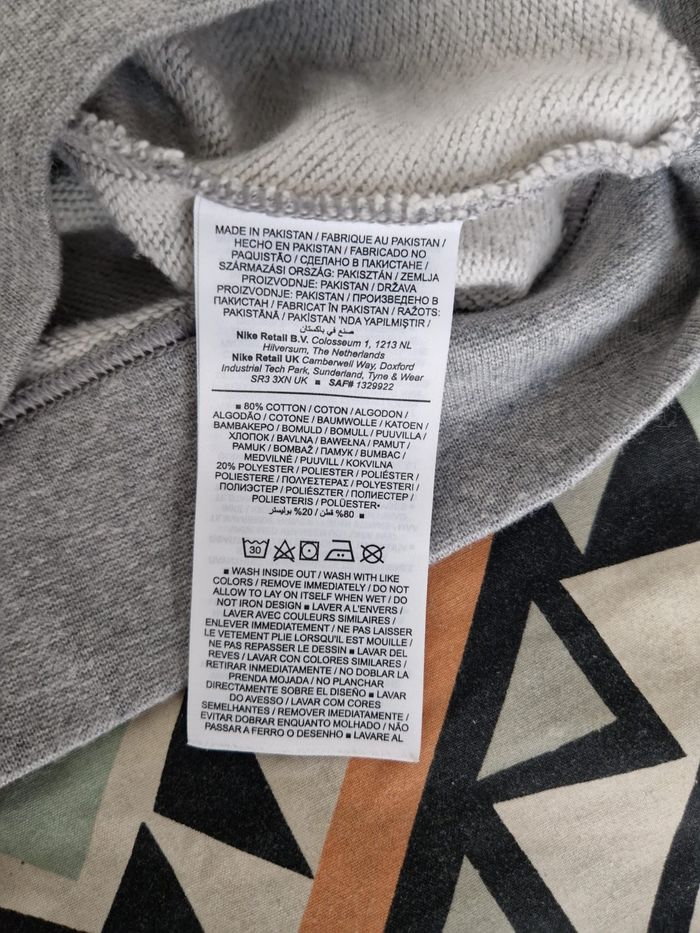 MADE IN PAKISTAN / FABRIQUE AU PAKISTAN /
HECHO EN PAKISTAN / FABRICADO NO
PAQUISTÃO / СДЕЛАНО В ПАКИСТАНЕ /
SZÁRMAZÁSI ORSZÁG: PAKISZTÁN / ZEMLJA
PROIZVODNJE: PAKISTAN / DRŽAVA
PROIZVODNJE: PAKISTAN / ПРОИЗВЕДЕНО В
ПАКИСТАН / FABRICAT ÎN PAKISTAN / RAŽOTS:
PAKISTĀNĀ / PAKİSTAN 'NDA YAPILMIŞTIR /
صنع في باكستان
Nike Retail B.V. Colosseum 1, 1213 NL
Hilversum, The Netherlands
Nike Retail UK Camberwell Way, Doxford
Industrial Tech Park, Sunderland, Tyne & Wear
SR3 3XN UK ■ SAF# 1329922
■ 80% COTTON / COTON / ALGODON /
ALGODÃO / COTONE / BAUMWOLLE / KATOEN /
ΒΑΜΒΑΚΕΡΟ / BOMULD / BOMULL / PUUVILLA /
ХЛОПОК / BAVLNA / BAWEŁNA / PAMUT /
PAMUK / BOMBAŽ / ПАМУК / BUMBAC /
MEDVILNĖ / PUUVILL / KOKVILNA
20% POLYESTER / POLIESTER / POLIÉSTER /
POLIESTERE / ΠΟΛΥΕΣΤΕΡΑΣ / POLYESTERI /
ПОЛИЭСТЕР / POLIÉSZTER / ПОЛИЕСТЕР /
POLIESTERIS / POLÜESTER▪
■ 80% قطن / 20% بوليستر
30
■ WASH INSIDE OUT / WASH WITH LIKE
COLORS / REMOVE IMMEDIATELY / DO NOT
ALLOW TO LAY ON ITSELF WHEN WET / DO
NOT IRON DESIGN ■ LAVER A L'ENVERS /
LAVER AVEC COULEURS SIMILAIRES /
ENLEVER IMMEDIATEMENT / NE PAS LAISSER
LE VETEMENT PLIE LORSQU'IL EST MOUILLE /
NE PAS REPASSER LE DESSIN ■ LAVAR DEL
REVES / LAVAR CON COLORES SIMILARES /
RETIRAR INMEDIATAMENTE / NO DOBLAR LA
PRENDA MOJADA / NO PLANCHAR
DIRECTAMENTE SOBRE EL DISEÑO ■ LAVAR
DO AVESSO / LAVAR COM CORES
SEMELHANTES / REMOVER IMEDIATAMENTE /
EVITAR DOBRAR ENQUANTO MOLHADO / NÃO
PASSAR A FERRO O DESENHO ■ LAVARE AL